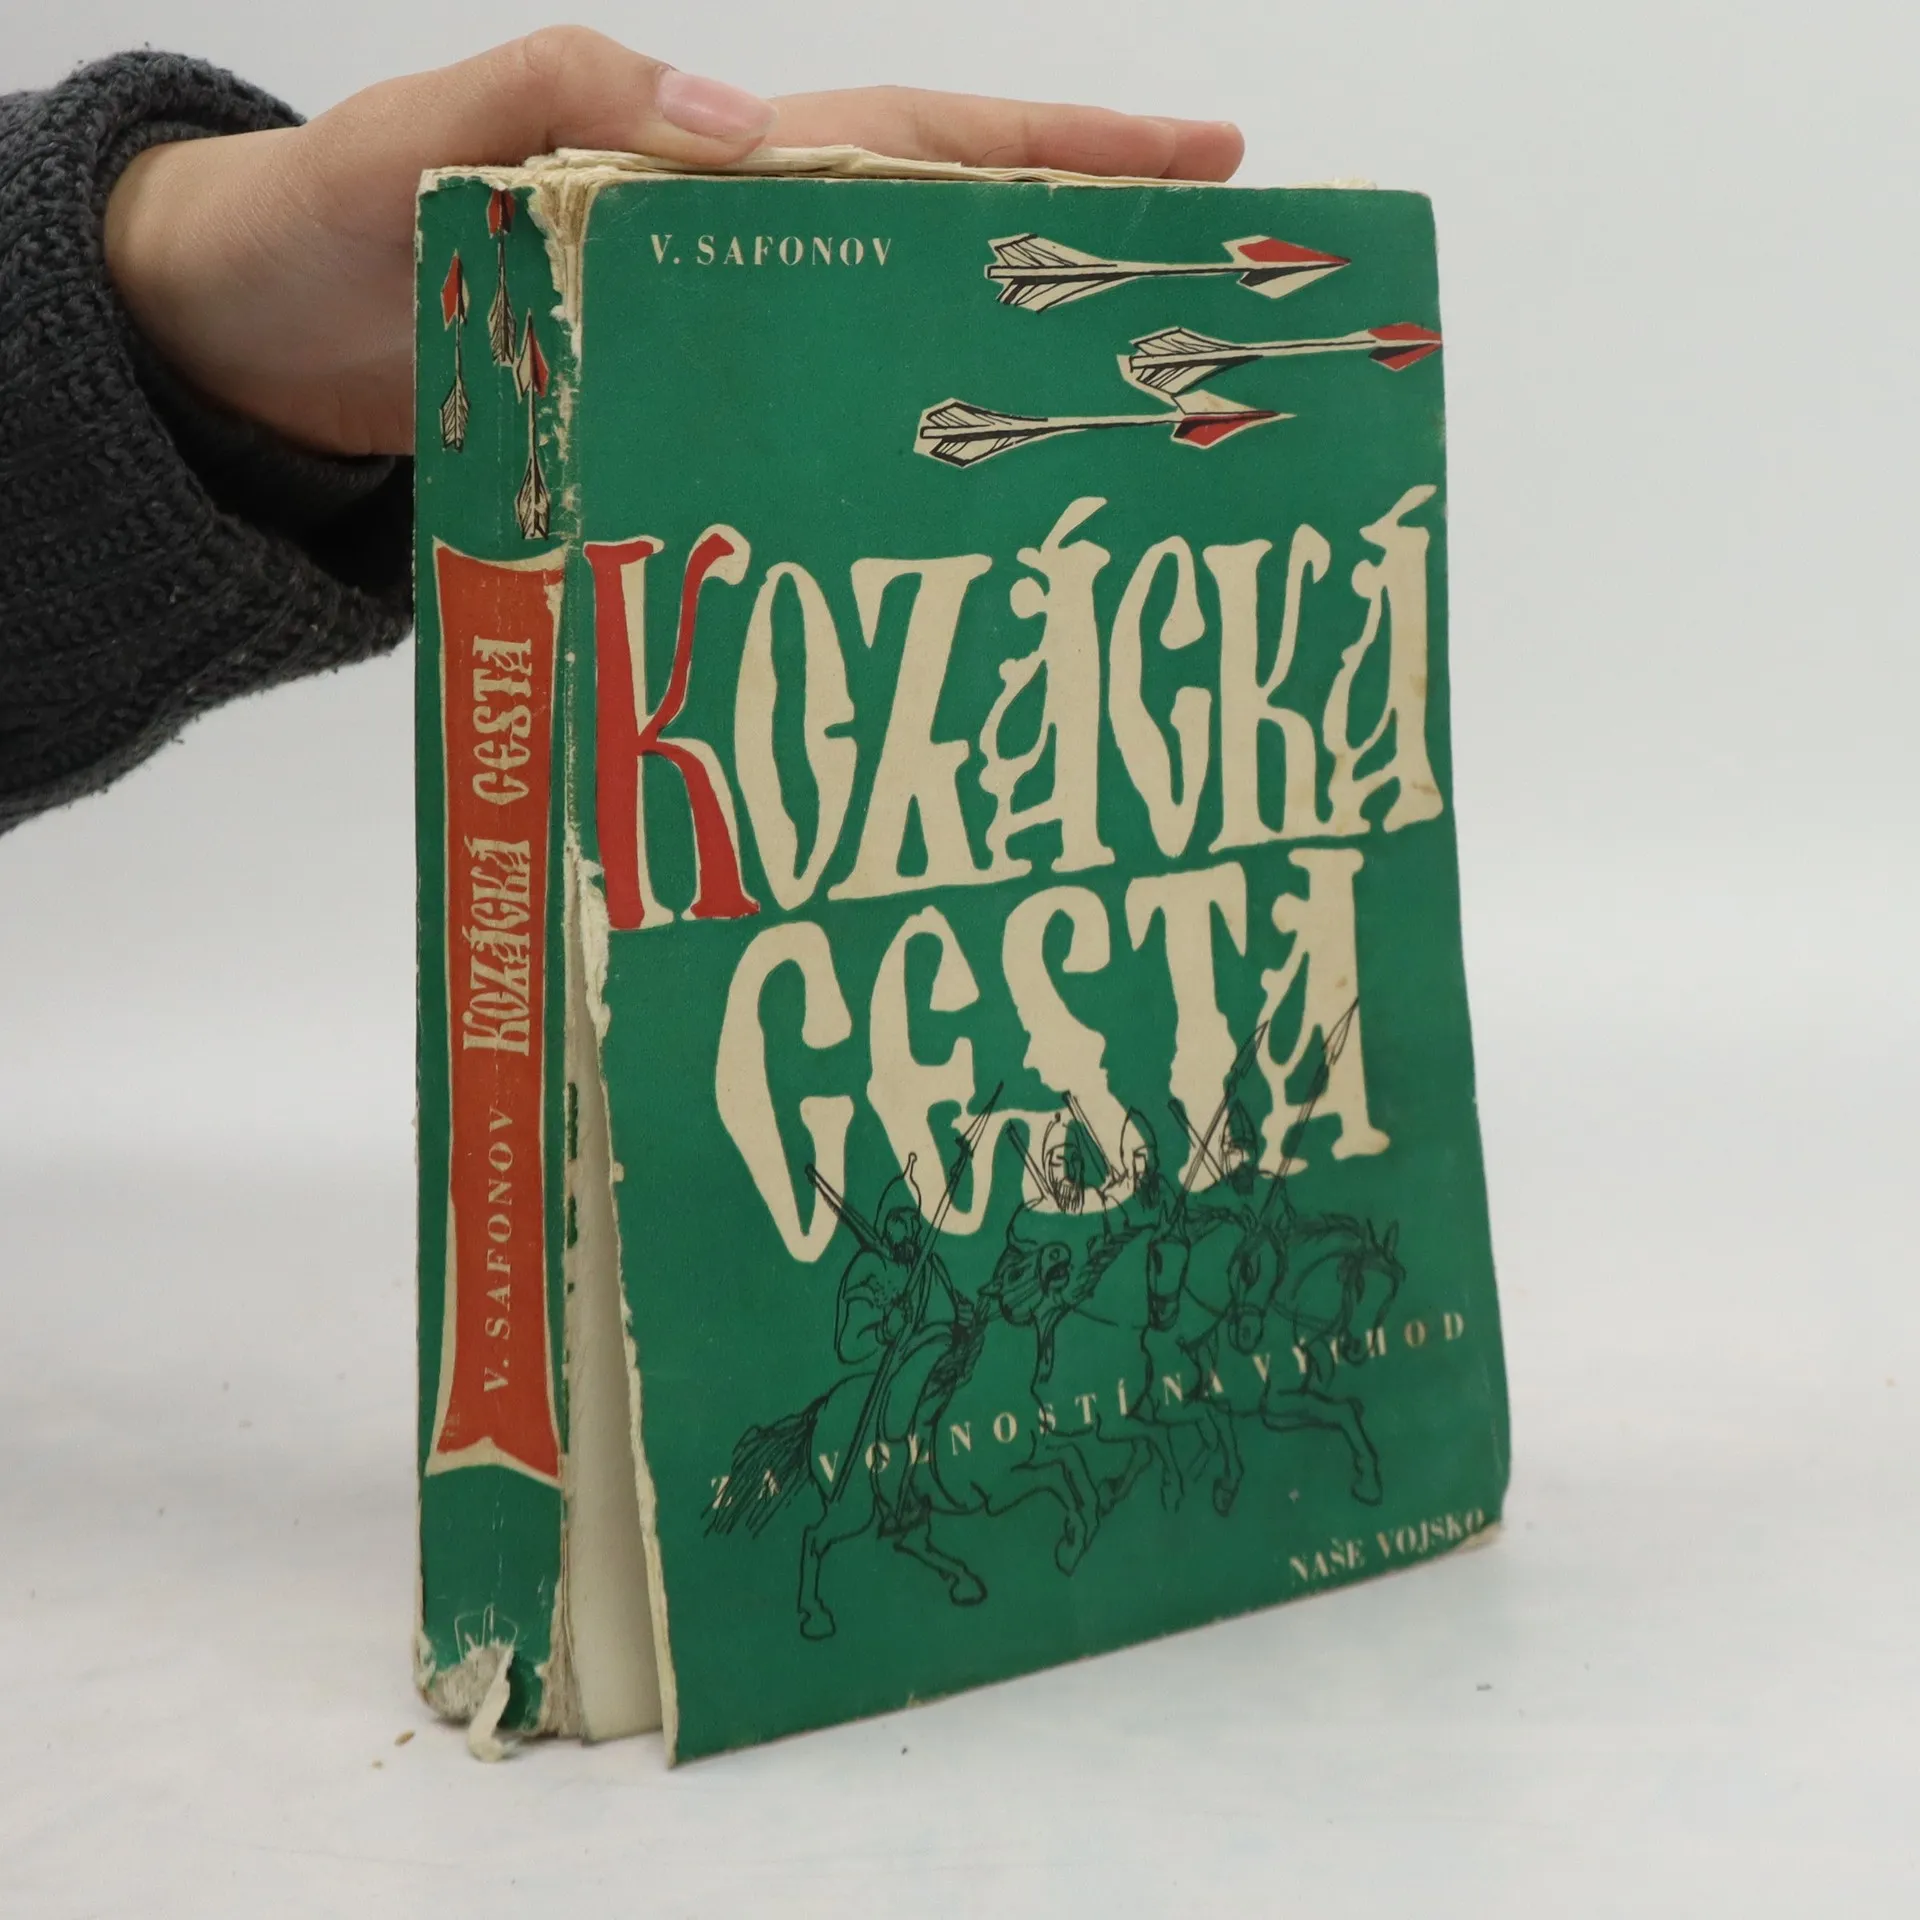 V. SAFONOV
KOZÁCKÁ
CESTA
ZA VOLNOSTÍ NA VÝCHOD
NAŠE VOJSKO
V. SAFONOV KOZÁCKÁ CESTA